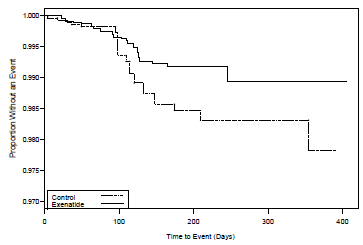 1.000
0.995
0.990
0.985
0.980
0.975
0.970
Proportion Without an Event
Control
Exenatide
0 100 200 300 400
Time to Event (Days)